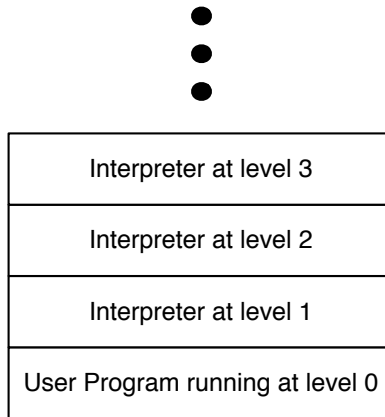 Interpreter at level 3
Interpreter at level 2
Interpreter at level 1
User Program running at level 0